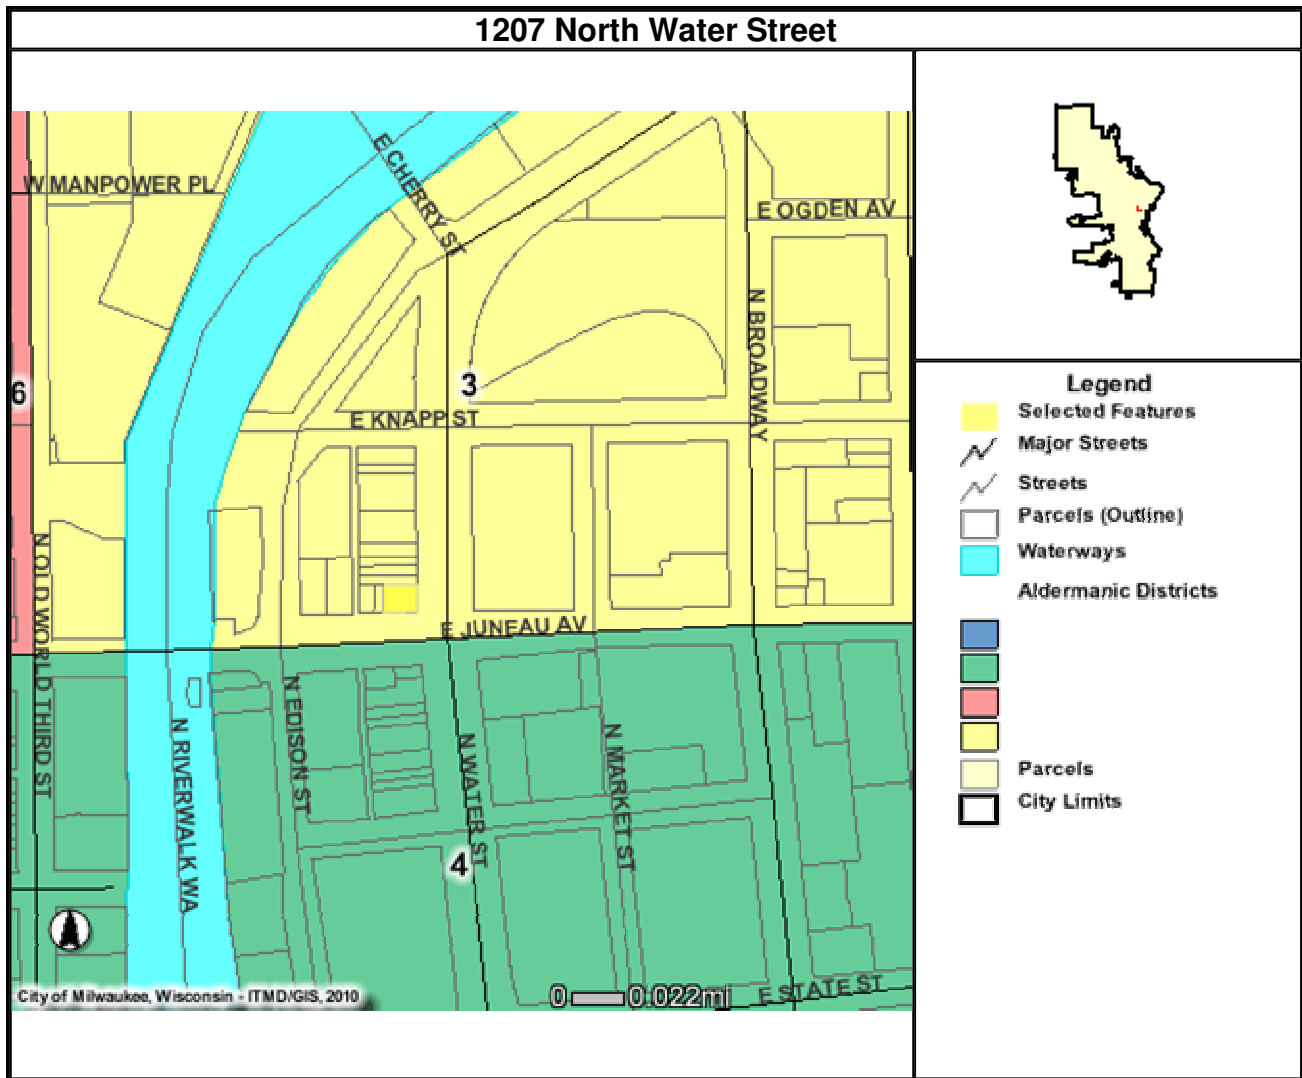 1207 North Water Street
E CHERRY ST
W MANPOWER PL
E OGDEN AV
N BROADWAY
6
3
E KNAPP ST
N OLD WORLD THIRD ST
E JUNEAU AV
N EDISON ST
N RIVERWALK WA
N WATER ST
N MARKET ST
4
E STATE ST
City of Milwaukee, Wisconsin - ITMD/GIS, 2010
0 0.022mi
Legend
Selected Features
Major Streets
Streets
Parcels (Outline)
Waterways
Aldermanic Districts
Parcels
City Limits